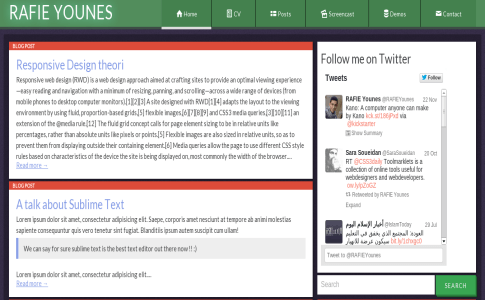 RAFIE YOUNES
Home
CV
Posts
Screencast
Demos
Contact
BLOG POST
Responsive Design theori
Responsive web design (RWD) is a web design approach aimed at crafting sites to provide an optimal viewing experience
—easy reading and navigation with a minimum of resizing, panning, and scrolling—across a wide range of devices (from
mobile phones to desktop computer monitors).[1][2][3] A site designed with RWD[1][4] adapts the layout to the viewing
environment by using fluid, proportion-based grids,[5] flexible images,[6][7][8][9] and CSS3 media queries,[3][10][11] an
extension of the @media rule.[12] The fluid grid concept calls for page element sizing to be in relative units like
percentages, rather than absolute units like pixels or points.[5] Flexible images are also sized in relative units, so as to
prevent them from displaying outside their containing element.[6] Media queries allow the page to use different CSS style
rules based on characteristics of the device the site is being displayed on, most commonly the width of the browser....
Read more →
BLOG POST
A talk about Sublime Text
Lorem ipsum dolor sit amet, consectetur adipisicing elit. Saepe, corporis amet nesciunt at tempore ab animi molestias
sapiente consequuntur quis vero tenetur sint fugiat. Blanditiis ipsum autem suscipit cum ullam!
We can say for sure sublime text is the best text editor out there now !! :)
Lorem ipsum dolor sit amet, consectetur adipisicing elit....
Read more →
Follow me on Twitter
Tweets
Follow
RAFIE Younes @RAFIEYounes 22 Nov
Kano: A computer anyone can make
by Kano kck.st/186jPxd via
@kickstarter
Show Summary
Sara Soueidan @SaraSoueidan 20 Oct
RT @CSS3daily Toolmarklets is a
collection of online tools useful for
webdesigners and webdevelopers.
ow.ly/pZoGZ
Retweeted by RAFIE Younes
Expand
أخبار الإسلام اليوم @IslamToday 29 Jul
العودة: المجتمع الذي يخفق في التعليم
سيكون عرضة للانهيار
Tweet to @RAFIEYounes
Search
SEARCH